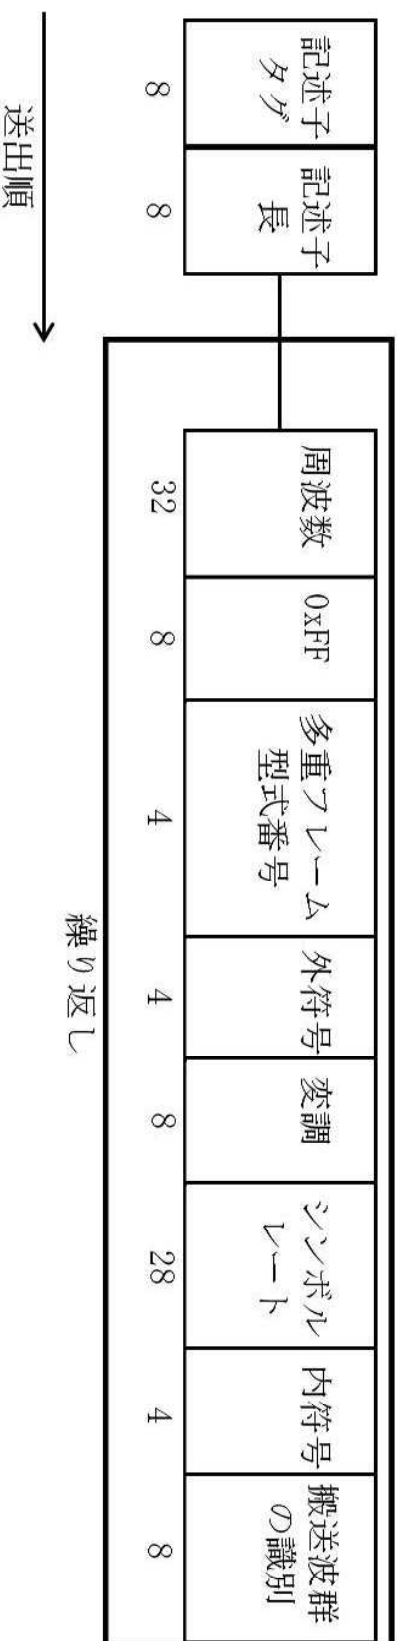 記述子
タグ
記述子
長
周波数
0xFF
多重フレーム
型式番号
外符号
変調
シンボル
レート
内符号
搬送波群
の識別
8
8
32
8
4
4
8
28
4
8
繰り返し
送出順